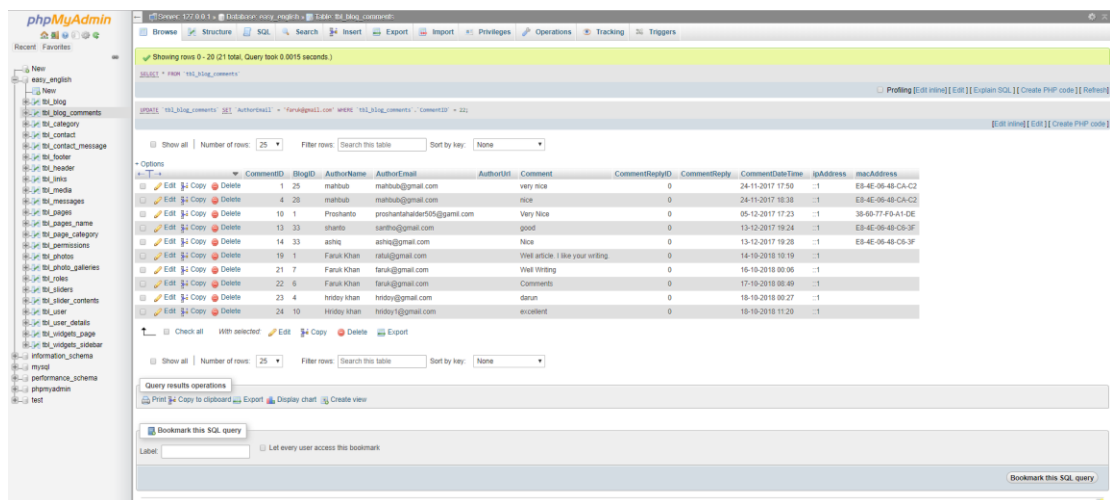 phpMyAdmin
Recent Favorites
New
easy_english
New
tbl_blog
tbl_blog_comments
tbl_category
tbl_contact
tbl_contact_message
tbl_footer
tbl_header
tbl_links
tbl_media
tbl_messages
tbl_pages
tbl_pages_name
tbl_page_category
tbl_permissions
tbl_photos
tbl_photo_galleries
tbl_roles
tbl_sliders
tbl_slider_contents
tbl_user
tbl_user_details
tbl_widgets_page
tbl_widgets_sidebar
information_schema
mysql
performance_schema
phpmyadmin
test
Server: 127.0.0.1 » Database: easy_english » Table: tbl_blog_comments
Browse Structure SQL Search Insert Export Import Privileges Operations Tracking Triggers
Showing rows 0 - 20 (21 total, Query took 0.0015 seconds.)
SELECT * FROM `tbl_blog_comments`
Profiling [Edit inline] [ Edit ] [ Explain SQL ] [ Create PHP code ] [ Refresh]
UPDATE `tbl_blog_comments` SET `AuthorEmail` = 'faruk@gmail.com' WHERE `tbl_blog_comments`.`CommentID` = 22;
[Edit inline] [ Edit ] [ Create PHP code ]
Show all Number of rows: 25 Filter rows: Search this table Sort by key: None
Options
CommentID BlogID AuthorName AuthorEmail AuthorUrl Comment CommentReplyID CommentReply CommentDateTime ipAddress macAddress
Edit Copy Delete 1 25 mahbub mahbub@gmail.com very nice 0 24-11-2017 17:50 ::1 E8-4E-06-48-CA-C2
Edit Copy Delete 4 28 mahbub mahbub@gmail.com nice 0 24-11-2017 18:38 ::1 E8-4E-06-48-CA-C2
Edit Copy Delete 10 1 Proshanto proshantahalder505@gamil.com Very Nice 0 05-12-2017 17:23 ::1 38-60-77-F0-A1-DE
Edit Copy Delete 13 33 shanto santho@gmail.com good 0 13-12-2017 19:24 ::1 E8-4E-06-48-C6-3F
Edit Copy Delete 14 33 ashiq ashiq@gmail.com Nice 0 13-12-2017 19:28 ::1 E8-4E-06-48-C6-3F
Edit Copy Delete 19 1 Faruk Khan ratul@gmail.com Well article. I like your writing. 0 14-10-2018 10:19 ::1
Edit Copy Delete 21 7 Faruk Khan faruk@gmail.com Well Writing 0 16-10-2018 00:06 ::1
Edit Copy Delete 22 6 Faruk Khan faruk@gmail.com Comments 0 17-10-2018 08:49 ::1
Edit Copy Delete 23 4 hriday khan hridoy@gmail.com darun 0 18-10-2018 00:27 ::1
Edit Copy Delete 24 10 Hriday khan hridoy1@gmail.com excellent 0 18-10-2018 11:20 ::1
Check all With selected: Edit Copy Delete Export
Show all Number of rows: 25 Filter rows: Search this table Sort by key: None
Query results operations
Print Copy to clipboard Export Display chart Create view
Bookmark this SQL query
Label: Let every user access this bookmark
Bookmark this SQL query